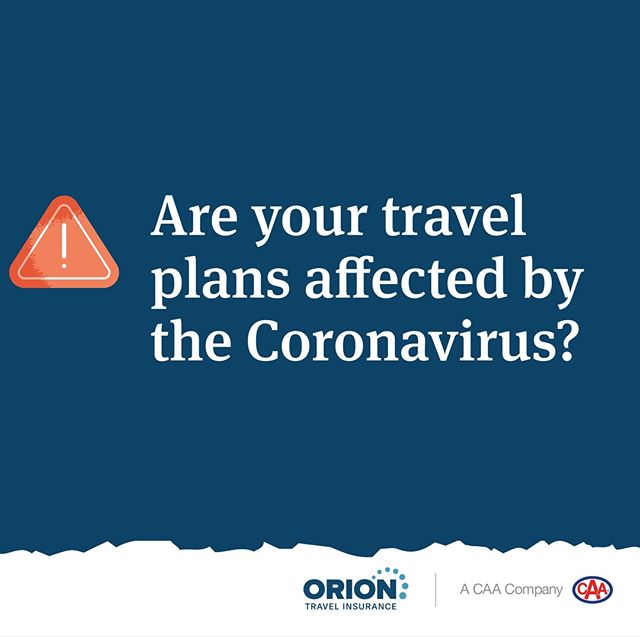 !
Are your travel
plans affected by
the Coronavirus?
ORION
TRAVEL INSURANCE
A CAA Company
CAA